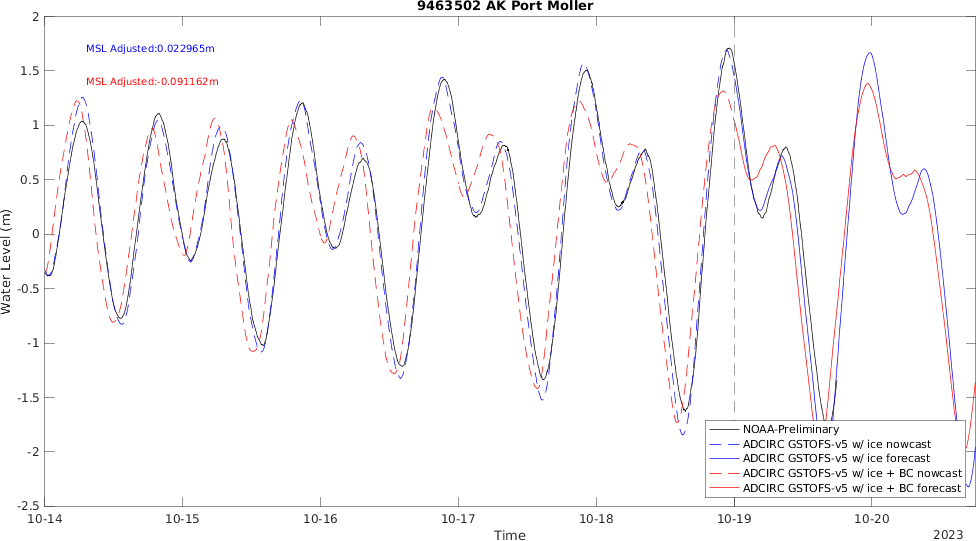 9463502 AK Port Moller
MSL Adjusted:0.022965m
MSL Adjusted:-0.091162m
Water Level (m)
2
1.5
1
0.5
0
-0.5
-1
-1.5
-2
-2.5
NOAA-Preliminary
ADCIRC GSTOFS-v5 w/ ice nowcast
ADCIRC GSTOFS-v5 w/ ice forecast
ADCIRC GSTOFS-v5 w/ ice + BC nowcast
ADCIRC GSTOFS-v5 w/ ice + BC forecast
10-14 10-15 10-16 10-17 10-18 10-19 10-20
Time
2023